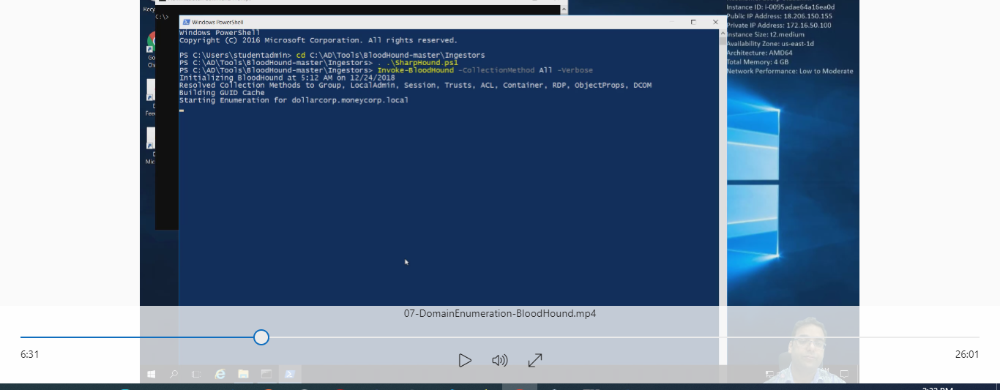 Recy
C:\>
Windows PowerShell
Windows PowerShell
Copyright (C) 2016 Microsoft Corporation. All rights reserved.
PS C:\Users\studentadmin> cd C:\AD\Tools\BloodHound-master\Ingestors
PS C:\AD\Tools\BloodHound-master\Ingestors> . .\SharpHound.ps1
PS C:\AD\Tools\BloodHound-master\Ingestors> Invoke-BloodHound -CollectionMethod All -Verbose
Initializing BloodHound at 5:12 AM on 12/24/2018
Resolved Collection Methods to Group, LocalAdmin, Session, Trusts, ACL, Container, RDP, ObjectProps, DCOM
Building GUID Cache
Starting Enumeration for dollarcorp.moneycorp.local
Go
Ch
Fee
Mic
Instance ID: i-0095adae64a16ea0d
Public IP Address: 18.206.150.155
Private IP Address: 172.16.50.100
Instance Size: t2.medium
Availability Zone: us-east-1d
Architecture: AMD64
Total Memory: 4 GB
Network Performance: Low to Moderate
07-DomainEnumeration-BloodHound.mp4
6:31
26:01